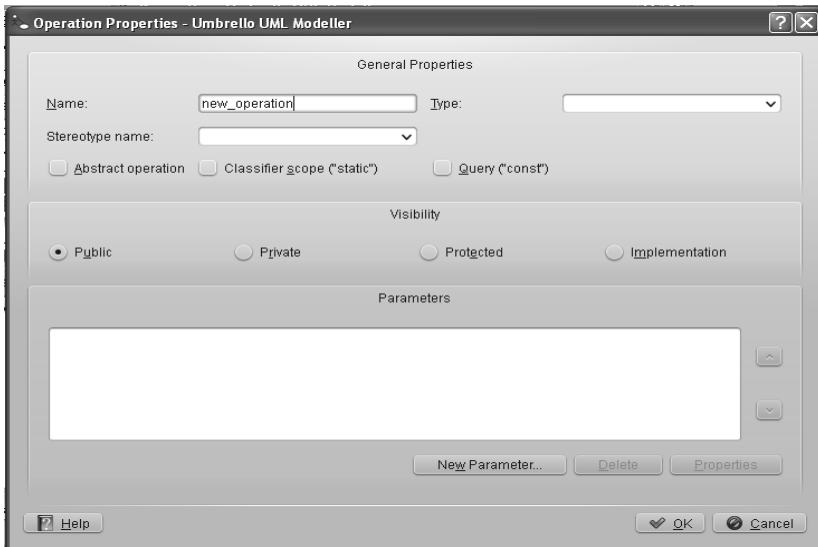 Operation Properties - Umbrello UML Modeller
General Properties
Name: new_operation Type:
Stereotype name:
Abstract operation Classifier scope ("static") Query ("const")
Visibility
Public Private Protected Implementation
Parameters
New Parameter... Delete Properties
Help OK Cancel